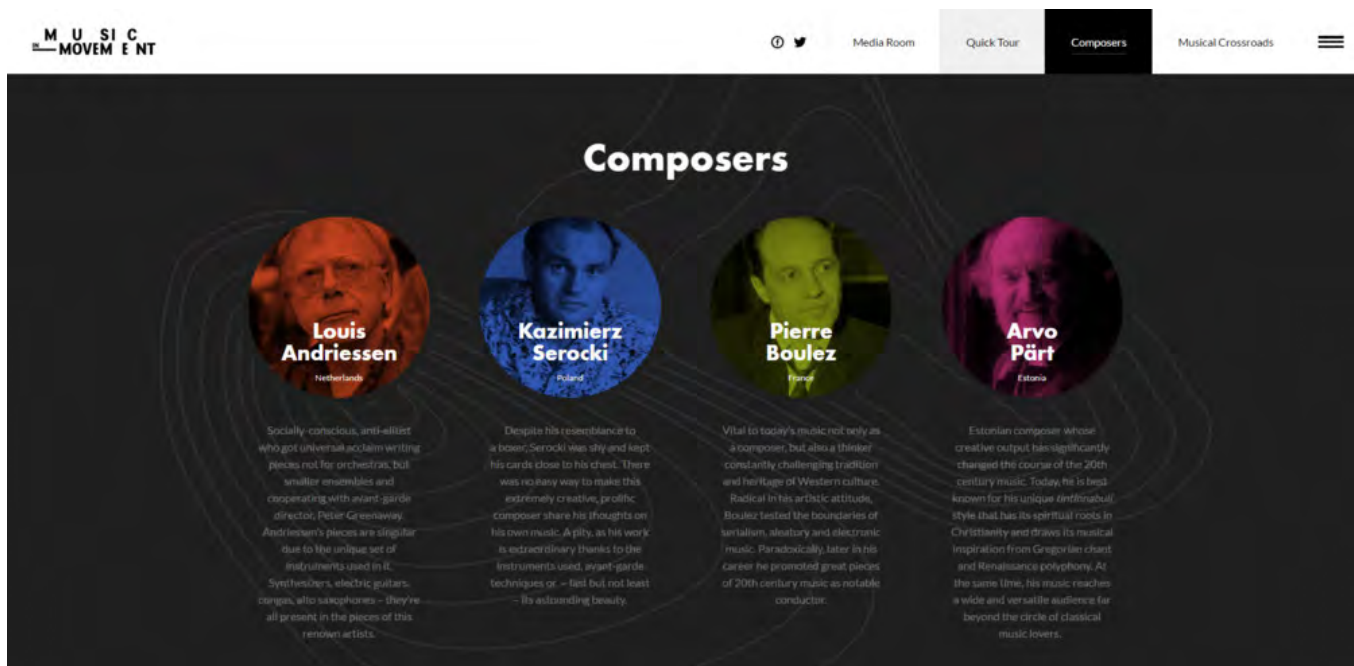 MUSIC
IN MOVEMENT
Media Room
Quick Tour
Composers
Musical Crossroads
Composers
Louis
Andriessen
Netherlands
Kazimierz
Serocki
Poland
Pierre
Boulez
France
Arvo
Pärt
Estonia
Socially-conscious, anti-elitist
who got universal acclaim writing
pieces not for orchestras, but
smaller ensembles and
cooperating with avant-garde
director, Peter Greenaway.
Andriessen's pieces are singular
due to the unique set of
instruments used in it.
Synthesizers, electric guitars,
congas, alto saxophones – they're
all present in the pieces of this
renown artists.
Despite his resemblance to
a boxer, Serocki was shy and kept
his cards close to his chest. There
was no easy way to make this
extremely creative, prolific
composer share his thoughts on
his own music. A pity, as his work
is extraordinary thanks to the
instruments used, avant-garde
techniques or – last but not least
– its astounding beauty.
Vital to today's music not only as
a composer, but also a thinker
constantly challenging tradition
and heritage of Western culture.
Radical in his artistic attitude,
Boulez tested the boundaries of
serialism, aleatory and electronic
music. Paradoxically, later in his
career he promoted great pieces
of 20th century music as notable
conductor.
Estonian composer whose
creative output has significantly
changed the course of the 20th
century music. Today, he is best
known for his unique tintinnabuli
style that has its spiritual roots in
Christianity and draws its musical
inspiration from Gregorian chant
and Renaissance polyphony. At
the same time, his music reaches
a wide and versatile audience far
beyond the circle of classical
music lovers.